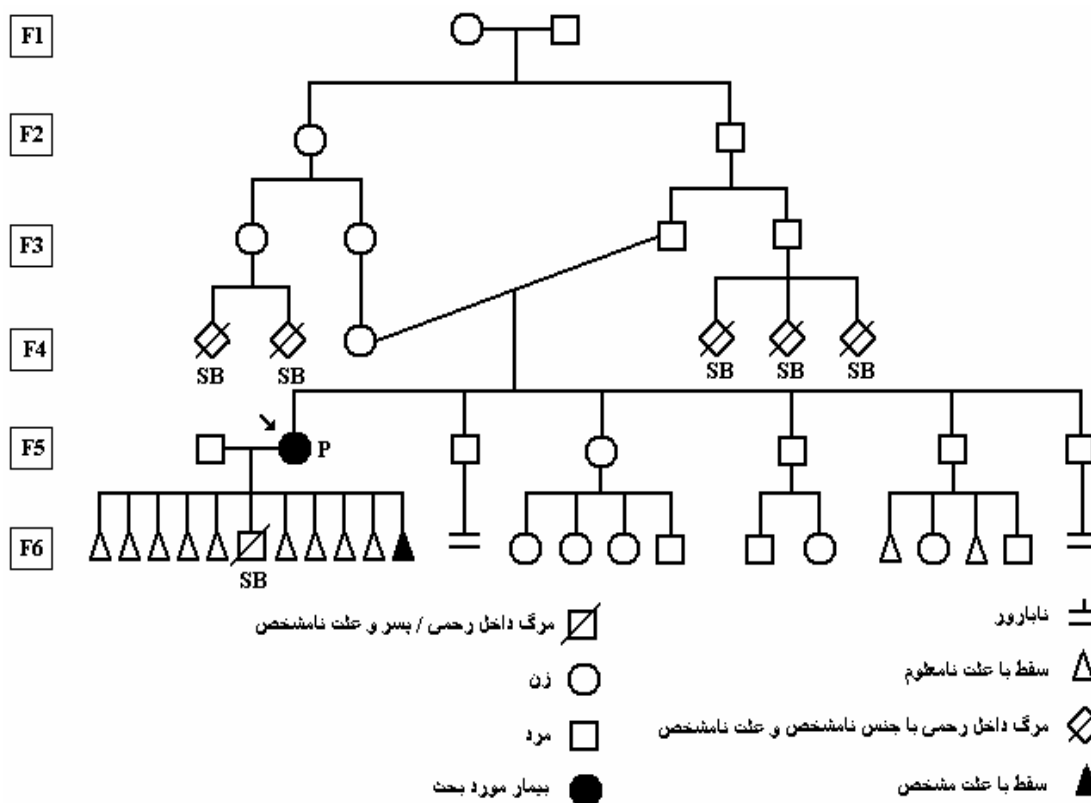 F1
F2
F3
F4
SB SB
SB SB SB
F5
P
F6
SB
مرگ داخل رحمی / پسر و علت نامشخص
زن
مرد
بیمار مورد بحث
نابارور
سقط با علت نامعلوم
مرگ داخل رحمی با جنس نامشخص و علت نامشخص
سقط با علت مشخص